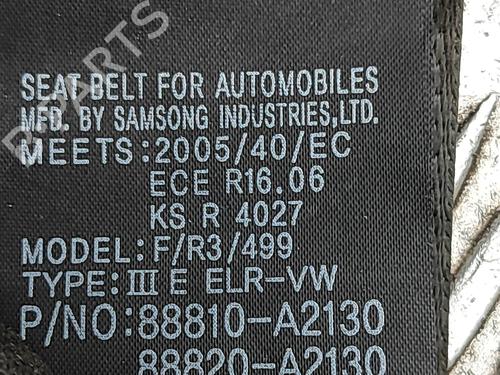 SEAT BELT FOR AUTOMOBILES
MFD. BY SAMSONG INDUSTRIES,LTD.
MEETS:2005/40/EC
ECE R16.06
KS R 4027
MODEL:F/R3/499
TYPE:III E ELR-VW
P/NO:88810-A2130
88820-A2130